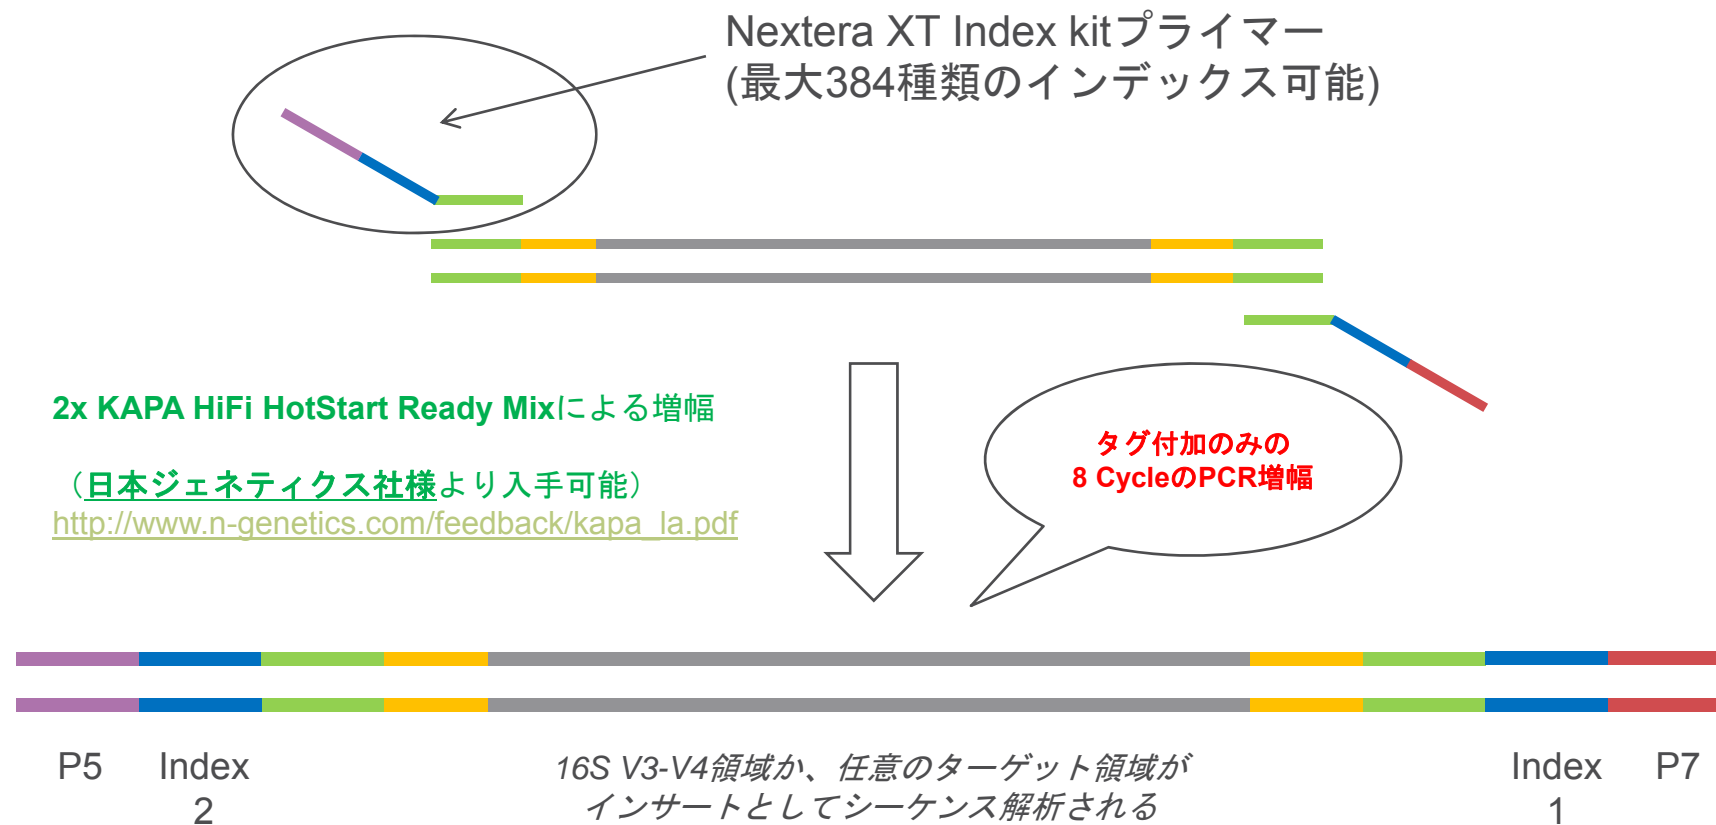 Nextera XT Index kitプライマー
(最大384種類のインデックス可能)
2x KAPA HiFi HotStart Ready Mixによる増幅
（日本ジェネティクス社様より入手可能）
http://www.n-genetics.com/feedback/kapa_la.pdf
タグ付加のみの
8 CycleのPCR増幅
P5
Index
2
16S V3-V4領域か、任意のターゲット領域が
インサートとしてシーケンス解析される
Index
1
P7